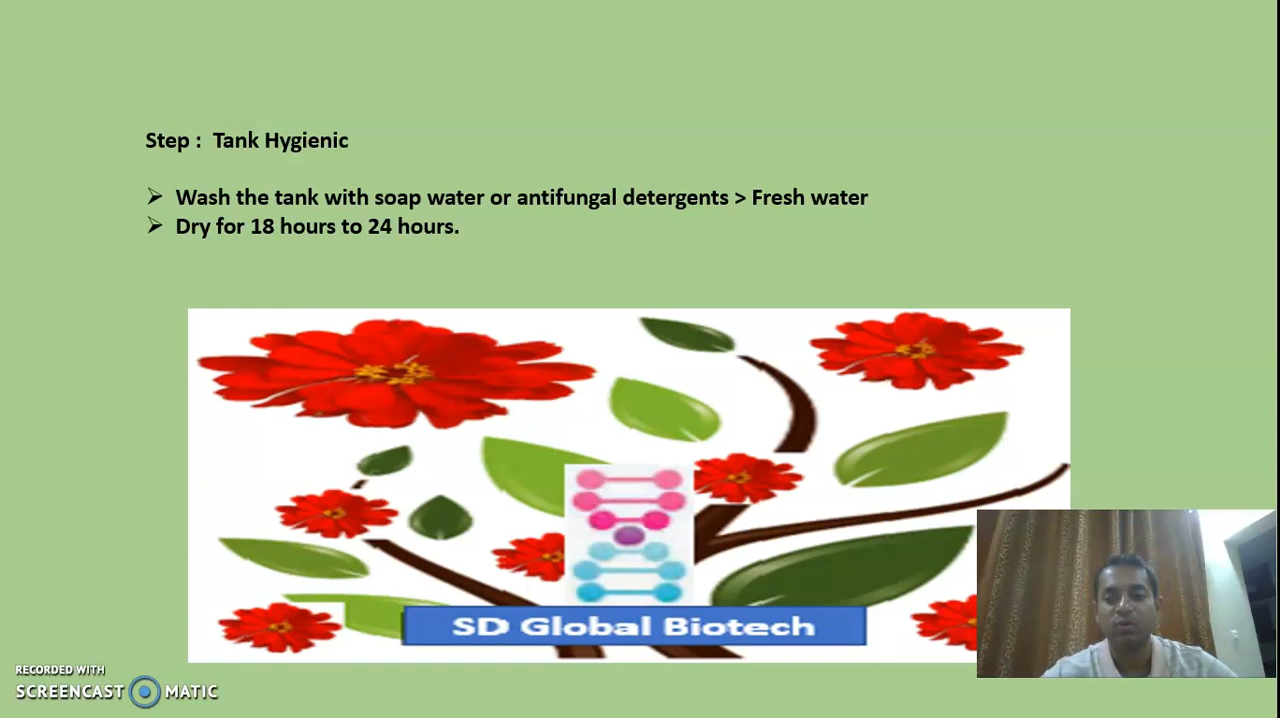 Step :  Tank Hygienic
➢ Wash the tank with soap water or antifungal detergents > Fresh water
➢ Dry for 18 hours to 24 hours.
SD Global Biotech
RECORDED WITH
SCREENCAST MATIC